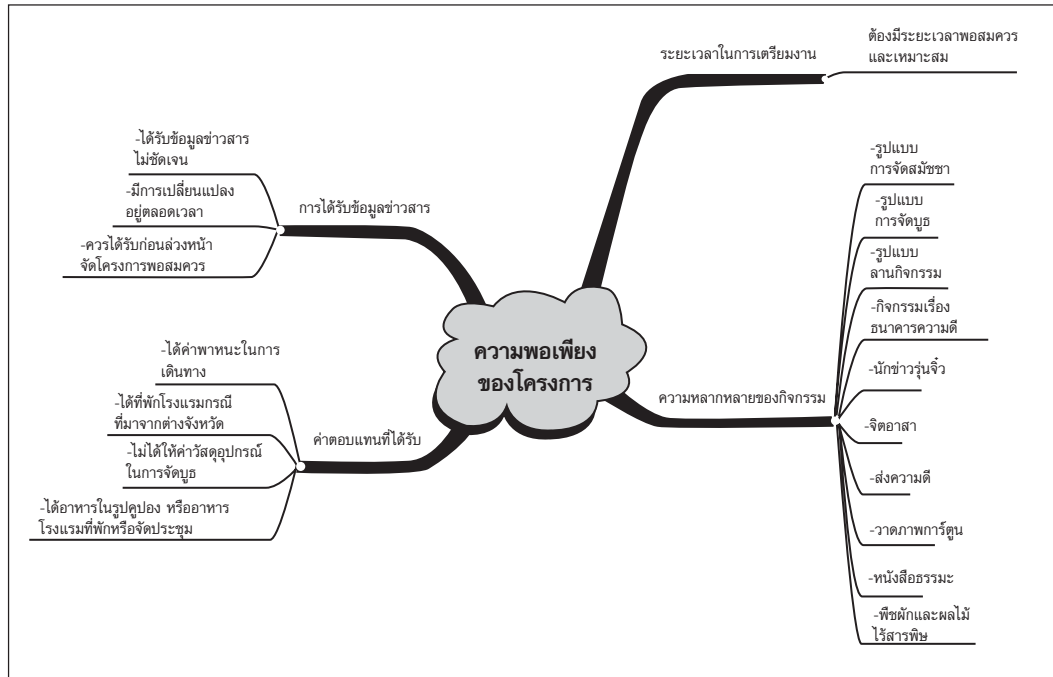 ความพอเพียง
ของโครงการ
ระยะเวลาในการเตรียมงาน
ต้องมีระยะเวลาพอสมควร
และเหมาะสม
ความหลากหลายของกิจกรรม
-รูปแบบ
การจัดสมัชชา
-รูปแบบ
การจัดบูธ
-รูปแบบ
ลานกิจกรรม
-กิจกรรมเรื่อง
ธนาคารความดี
-นักข่าวรุ่นจิ๋ว
-จิตอาสา
-ส่งความดี
-วาดภาพการ์ตูน
-หนังสือธรรมะ
-พืชผักและผลไม้
ไร้สารพิษ
การได้รับข้อมูลข่าวสาร
-ได้รับข้อมูลข่าวสาร
ไม่ชัดเจน
-มีการเปลี่ยนแปลง
อยู่ตลอดเวลา
-ควรได้รับก่อนล่วงหน้า
จัดโครงการพอสมควร
ค่าตอบแทนที่ได้รับ
-ได้ค่าพาหนะในการ
เดินทาง
-ได้ที่พักโรงแรมกรณี
ที่มาจากต่างจังหวัด
-ไม่ได้ให้ค่าวัสดุอุปกรณ์
ในการจัดบูธ
-ได้อาหารในรูปคูปอง หรืออาหาร
โรงแรมที่พักหรือจัดประชุม